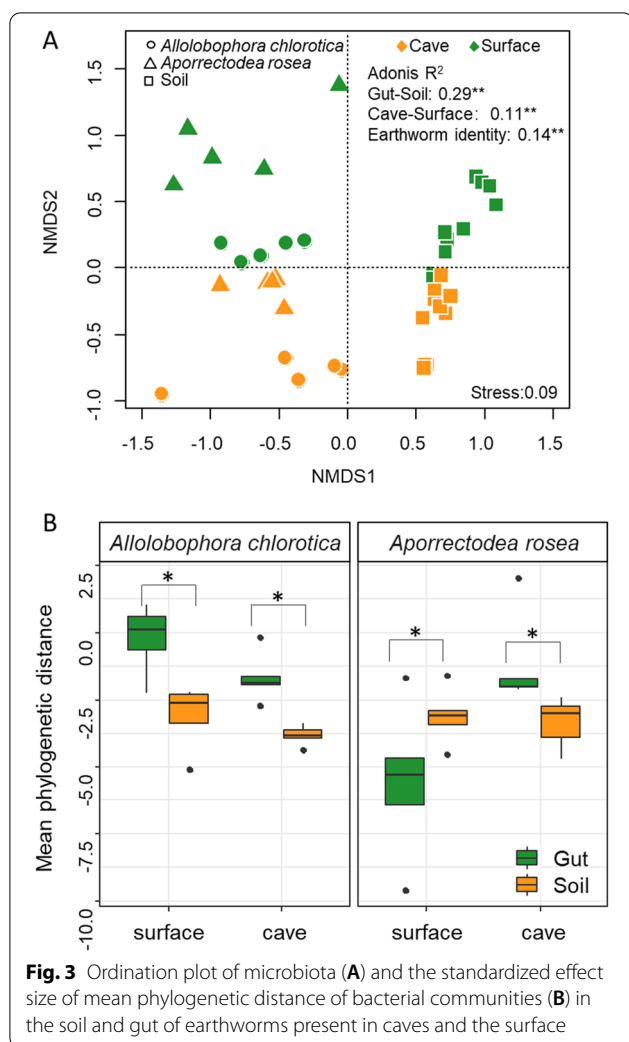 A
Allolobophora chlorotica
Aporrectodea rosea
Soil
Cave Surface
Adonis R²
Gut-Soil: 0.29**
Cave-Surface: 0.11**
Earthworm identity: 0.14**
NMDS2
1.5
1.0
0.5
0.0
-0.5
-1.0
Stress:0.09
-1.5 -1.0 -0.5 0.0 0.5 1.0 1.5
NMDS1
B
Allolobophora chlorotica Aporrectodea rosea
Mean phylogenetic distance
2.5
0.0
-2.5
-5.0
-7.5
-10.0
*
*
*
*
Gut
Soil
surface cave surface cave
Fig. 3 Ordination plot of microbiota (A) and the standardized effect
size of mean phylogenetic distance of bacterial communities (B) in
the soil and gut of earthworms present in caves and the surface